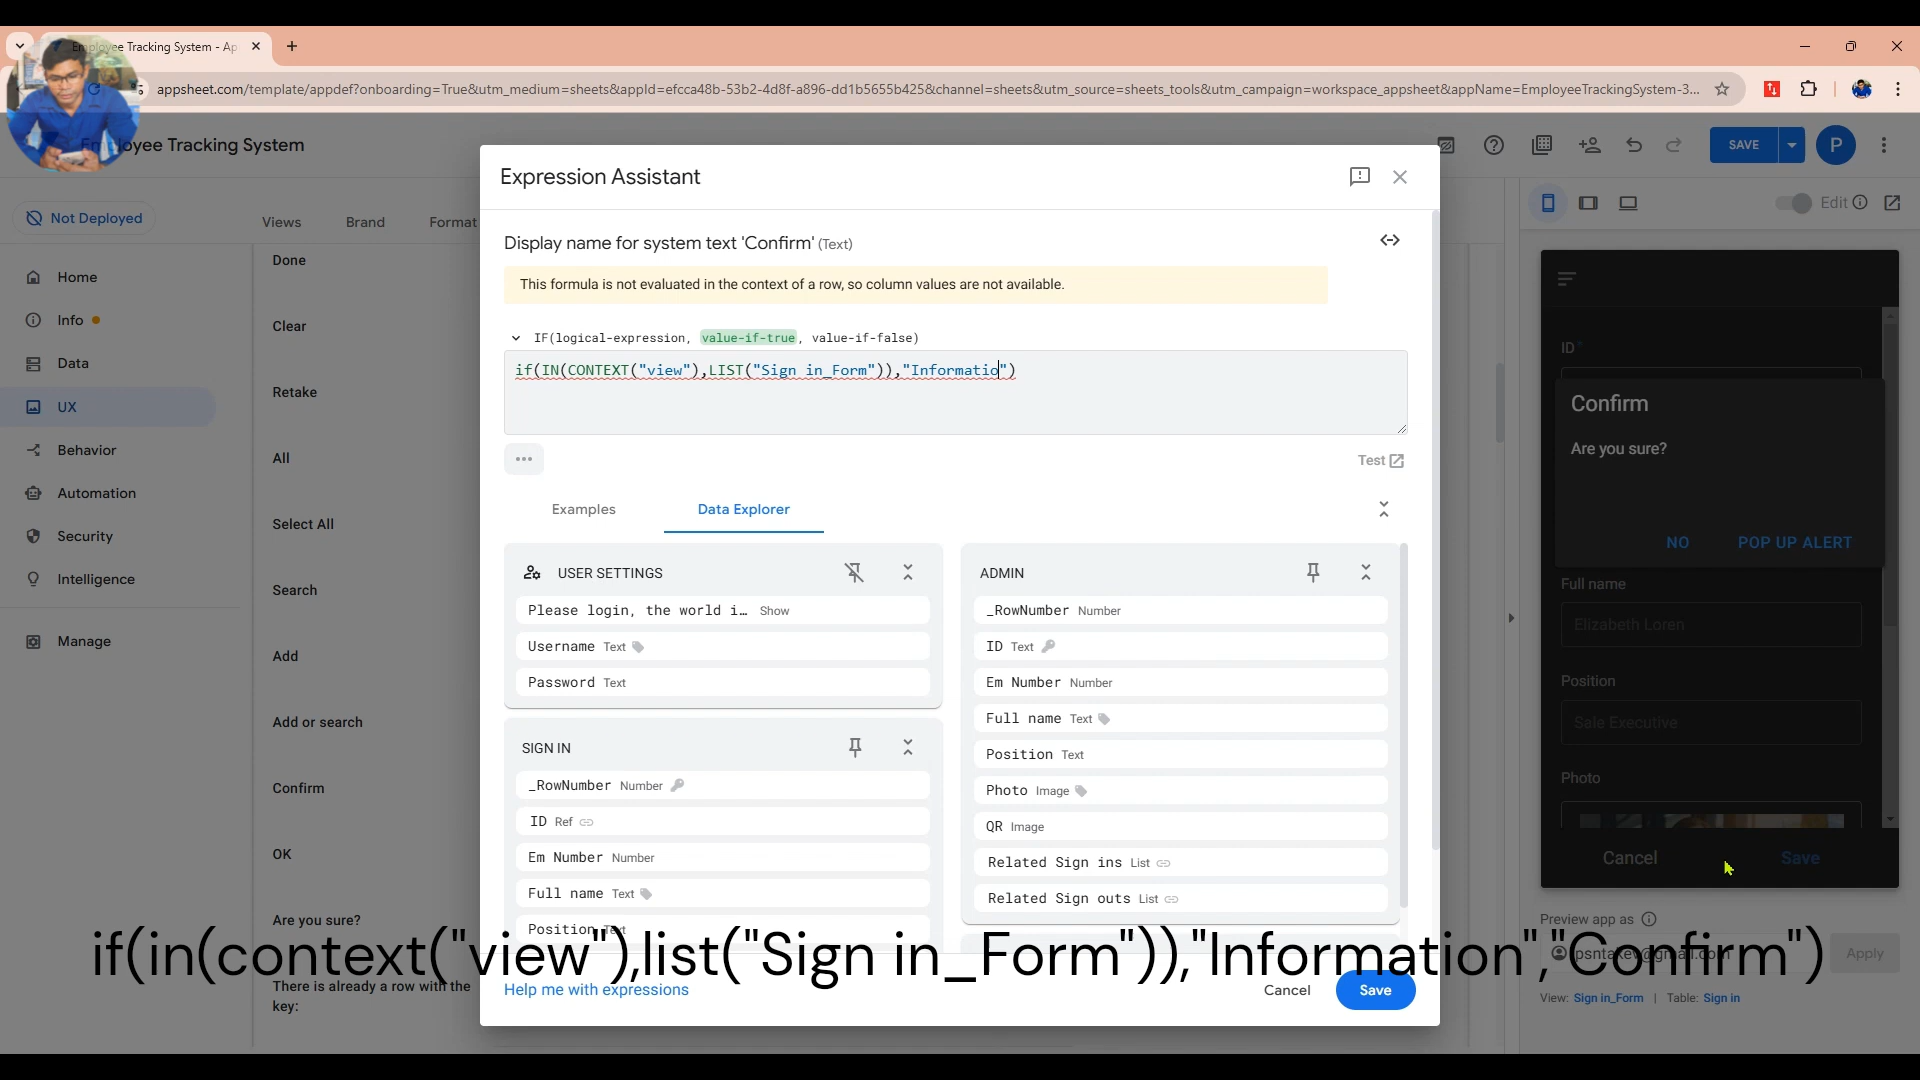 Employee Tracking System - Ap
appsheet.com/template/appdef?onboarding=True&utm_medium=sheets&appId=efcca48b-53b2-4d8f-a896-dd1b5655b425&channel=sheets&utm_source=sheets_tools&utm_campaign=workspace_appsheet&appName=EmployeeTrackingSystem-3...
Employee Tracking System
SAVE
P
Not Deployed
Views
Brand
Format
Edit
Home
Info
Data
UX
Behavior
Automation
Security
Intelligence
Manage
Done
Clear
Retake
All
Select All
Search
Add
Add or search
Confirm
OK
Are you sure?
There is already a row with the
key:
Expression Assistant
Display name for system text 'Confirm' (Text)
This formula is not evaluated in the context of a row, so column values are not available.
IF(logical-expression, value-if-true, value-if-false)
if(IN(CONTEXT("view"),LIST("Sign in_Form")),"Informatio")
Test
Examples
Data Explorer
USER SETTINGS
Please login, the world i... Show
Username Text
Password Text
SIGN IN
_RowNumber Number
ID Ref
Em Number Number
Full name Text
Position Text
ADMIN
_RowNumber Number
ID Text
Em Number Number
Full name Text
Position Text
Photo Image
QR Image
Related Sign ins List
Related Sign outs List
Help me with expressions
Cancel
Save
ID
Confirm
Are you sure?
NO
POP UP ALERT
Full name
Elizabeth Loren
Position
Sale Executive
Photo
Cancel
Save
Preview app as
Apply
View: Sign in_Form | Table: Sign in
if(in(context("view"),list("Sign in_Form")),"Information","Confirm")